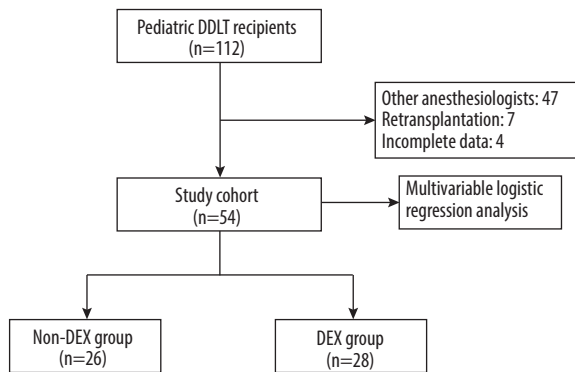 Pediatric DDLT recipients
(n=112)
Other anesthesiologists: 47
Retransplantation: 7
Incomplete data: 4
Study cohort
(n=54)
Multivariable logistic
regression analysis
Non-DEX group
(n=26)
DEX group
(n=28)